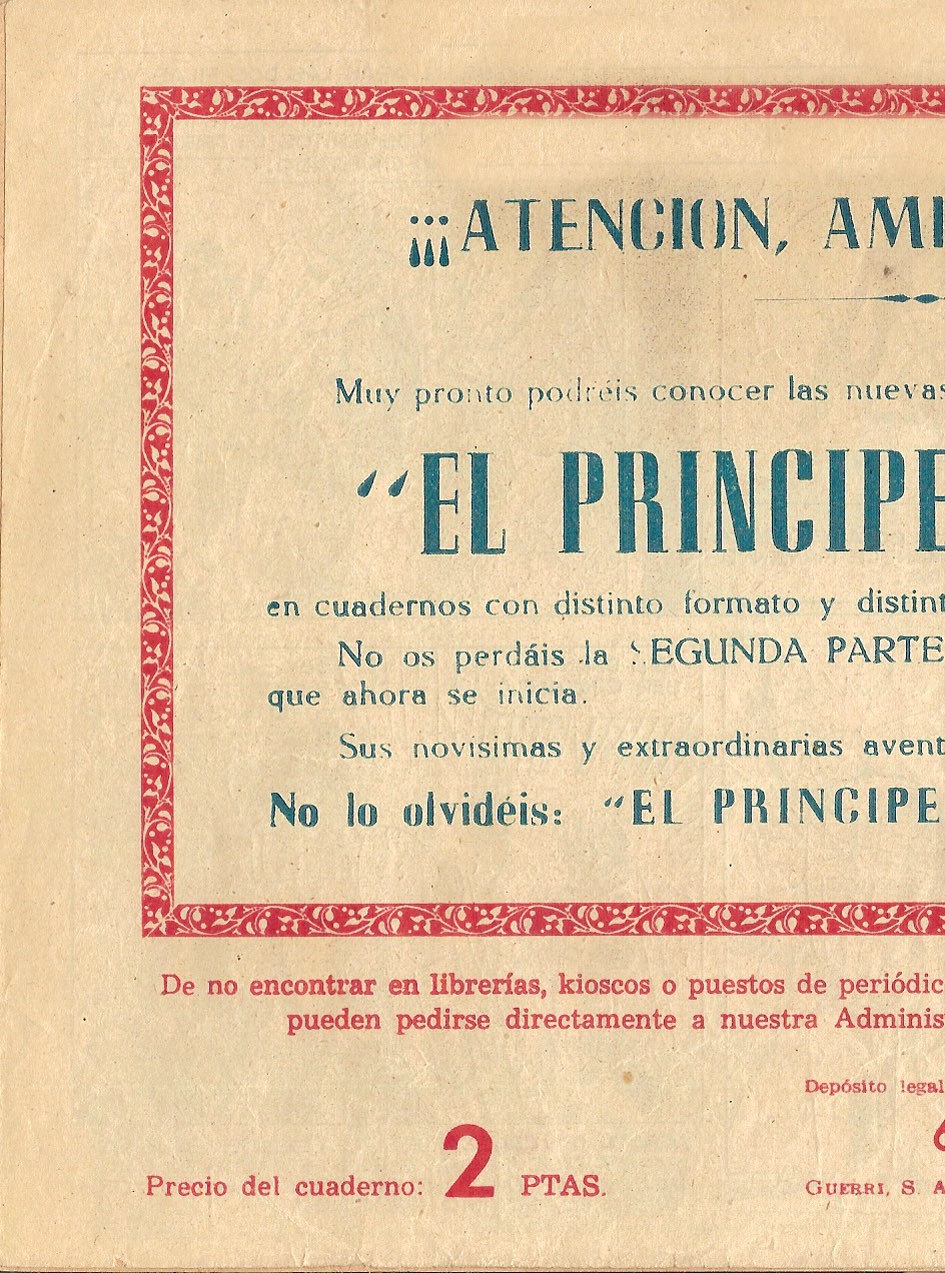 ¡¡¡ATENCION, AMI
Muy pronto podréis conocer las nuevas
"EL PRINCIPE
en cuadernos con distinto formato y distint
No os perdáis la SEGUNDA PARTE
que ahora se inicia.
Sus novísimas y extraordinarias avent
No lo olvidéis: "EL PRINCIPE
De no encontrar en librerías, kioscos o puestos de periódic
pueden pedirse directamente a nuestra Adminis
Depósito legal
Precio del cuaderno: 2 PTAS.
GUERRI, S. A